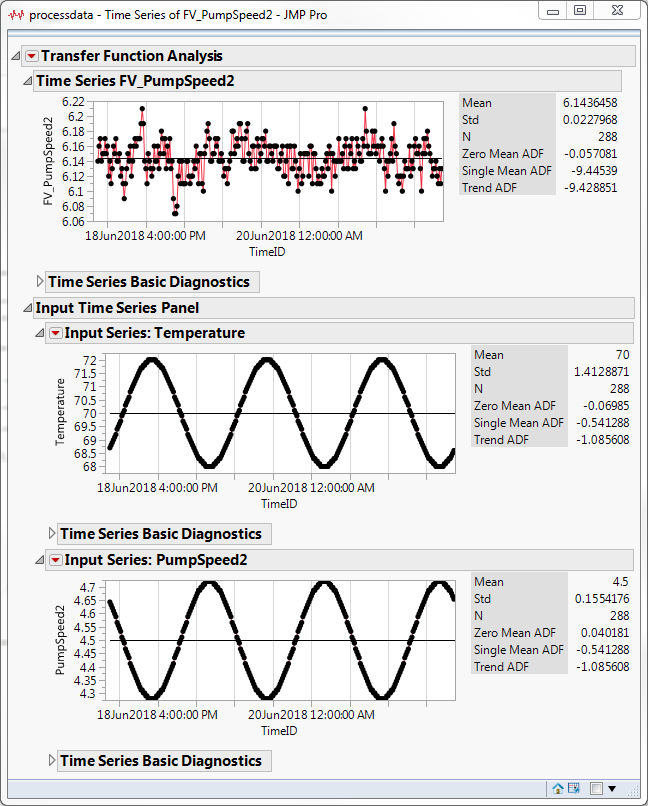 processdata - Time Series of FV_PumpSpeed2 - JMP Pro
Transfer Function Analysis
Time Series FV_PumpSpeed2
FV_PumpSpeed2
6.22
6.2
6.18
6.16
6.14
6.12
6.1
6.08
6.06
18Jun2018 4:00:00 PM 20Jun2018 12:00:00 AM
TimeID
Mean 6.1436458
Std 0.0227968
N 288
Zero Mean ADF -0.057081
Single Mean ADF -9.44539
Trend ADF -9.428851
Time Series Basic Diagnostics
Input Time Series Panel
Input Series: Temperature
Temperature
72
71.5
71
70.5
70
69.5
69
68.5
68
18Jun2018 4:00:00 PM 20Jun2018 12:00:00 AM
TimeID
Mean 70
Std 1.4128871
N 288
Zero Mean ADF -0.06985
Single Mean ADF -0.541288
Trend ADF -1.085608
Time Series Basic Diagnostics
Input Series: PumpSpeed2
PumpSpeed2
4.7
4.65
4.6
4.55
4.5
4.45
4.4
4.35
4.3
18Jun2018 4:00:00 PM 20Jun2018 12:00:00 AM
TimeID
Mean 4.5
Std 0.1554176
N 288
Zero Mean ADF 0.040181
Single Mean ADF -0.541288
Trend ADF -1.085608
Time Series Basic Diagnostics